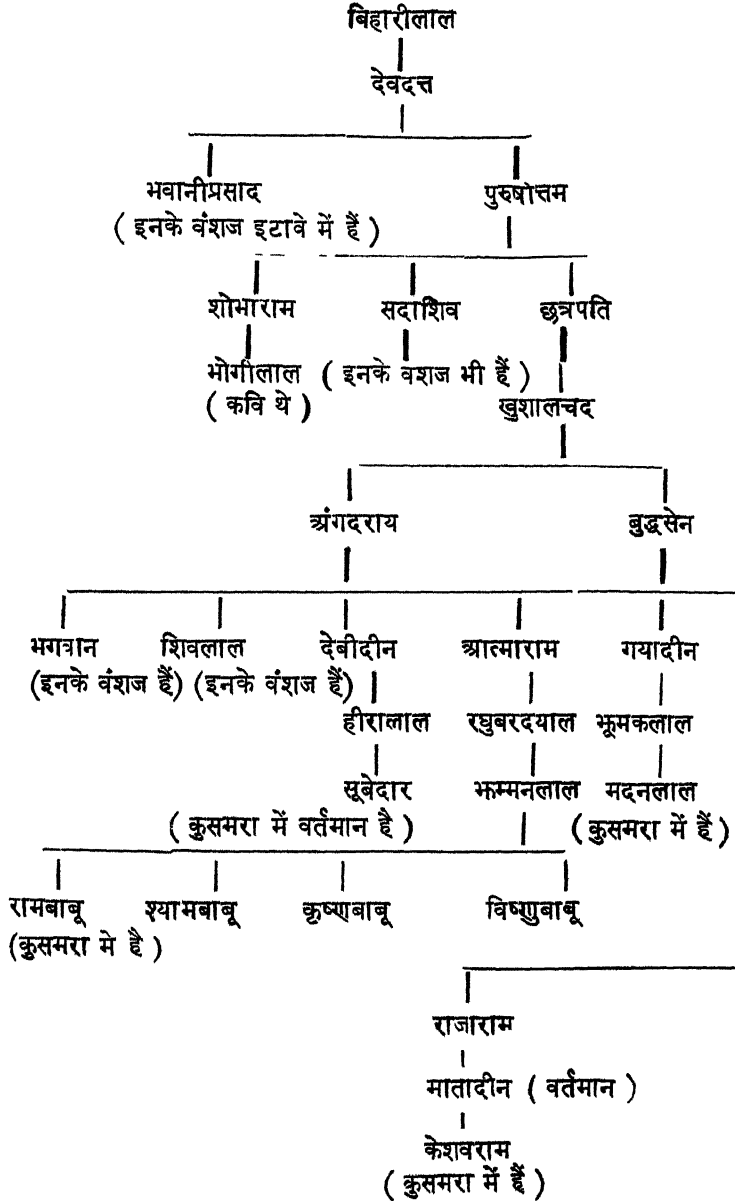 बिहारीलाल
देवदत्त
भवानीप्रसाद पुरुषोत्तम
( इनके वंशज इटावे में हैं )
शोभाराम सदाशिव छत्रपति
भोगीलाल ( इनके वशज भी हैं )
( कवि थे ) खुशालचद
अंगदराय बुद्धसेन
भगवान शिवलाल देबीदीन आत्माराम गयादीन
(इनके वंशज हैं) (इनके वंशज हैं)
हीरालाल रघुबरदयाल झूमकलाल
सूबेदार झम्मनलाल मदनलाल
( कुसमरा में वर्तमान है ) (कुसमरा में हैं)
रामबाबू श्यामबाबू कृष्णबाबू विष्णुबाबू
(कुसमरा मे है )
राजाराम
मातादीन ( वर्तमान )
केशवराम
( कुसमरा में हैं )